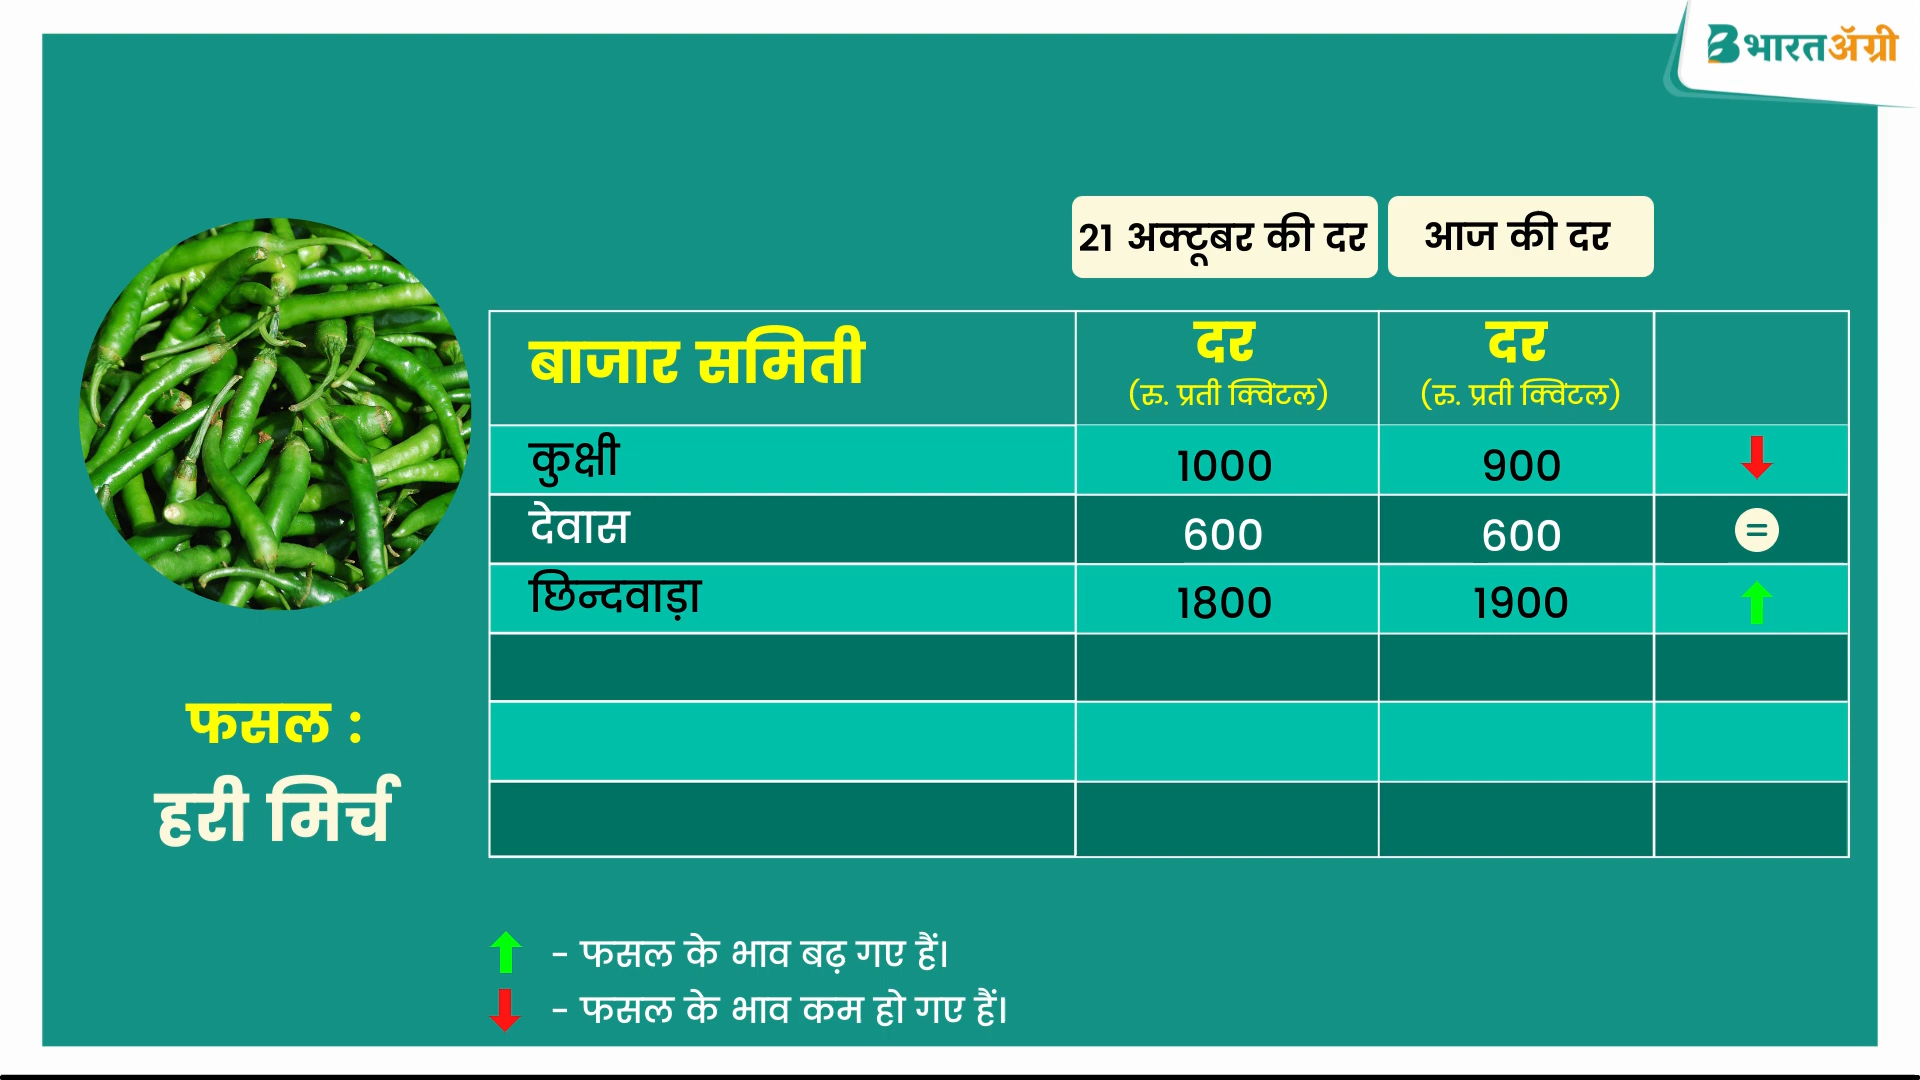 भारतॲग्री
21 अक्टूबर की दर
आज की दर
बाजार समिती
दर
(रु. प्रती क्विंटल)
दर
(रु. प्रती क्विंटल)
कुक्षी
1000
900
देवास
600
600
=
छिन्दवाड़ा
1800
1900
फसल :
हरी मिर्च
- फसल के भाव बढ़ गए हैं।
- फसल के भाव कम हो गए हैं।